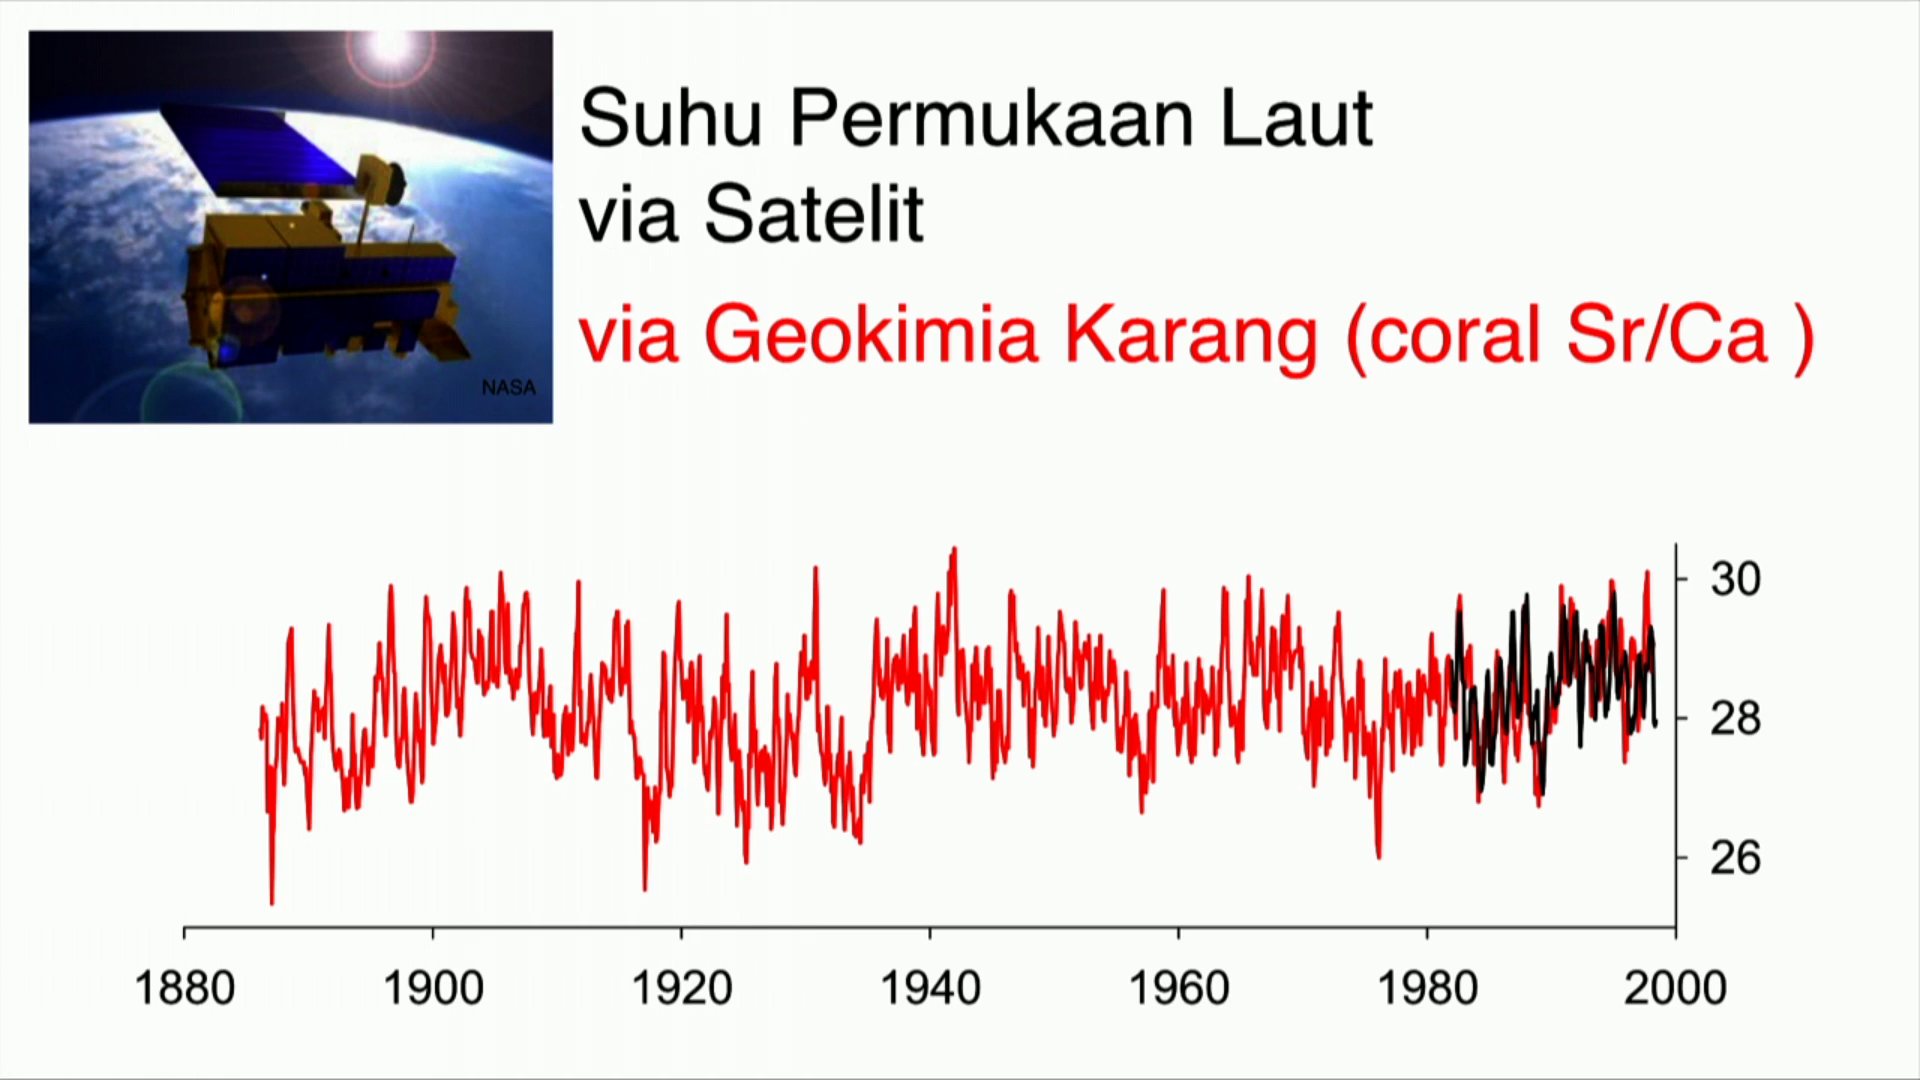 Suhu Permukaan Laut
via Satelit
via Geokimia Karang (coral Sr/Ca )
NASA
30
28
26
1880 1900 1920 1940 1960 1980 2000